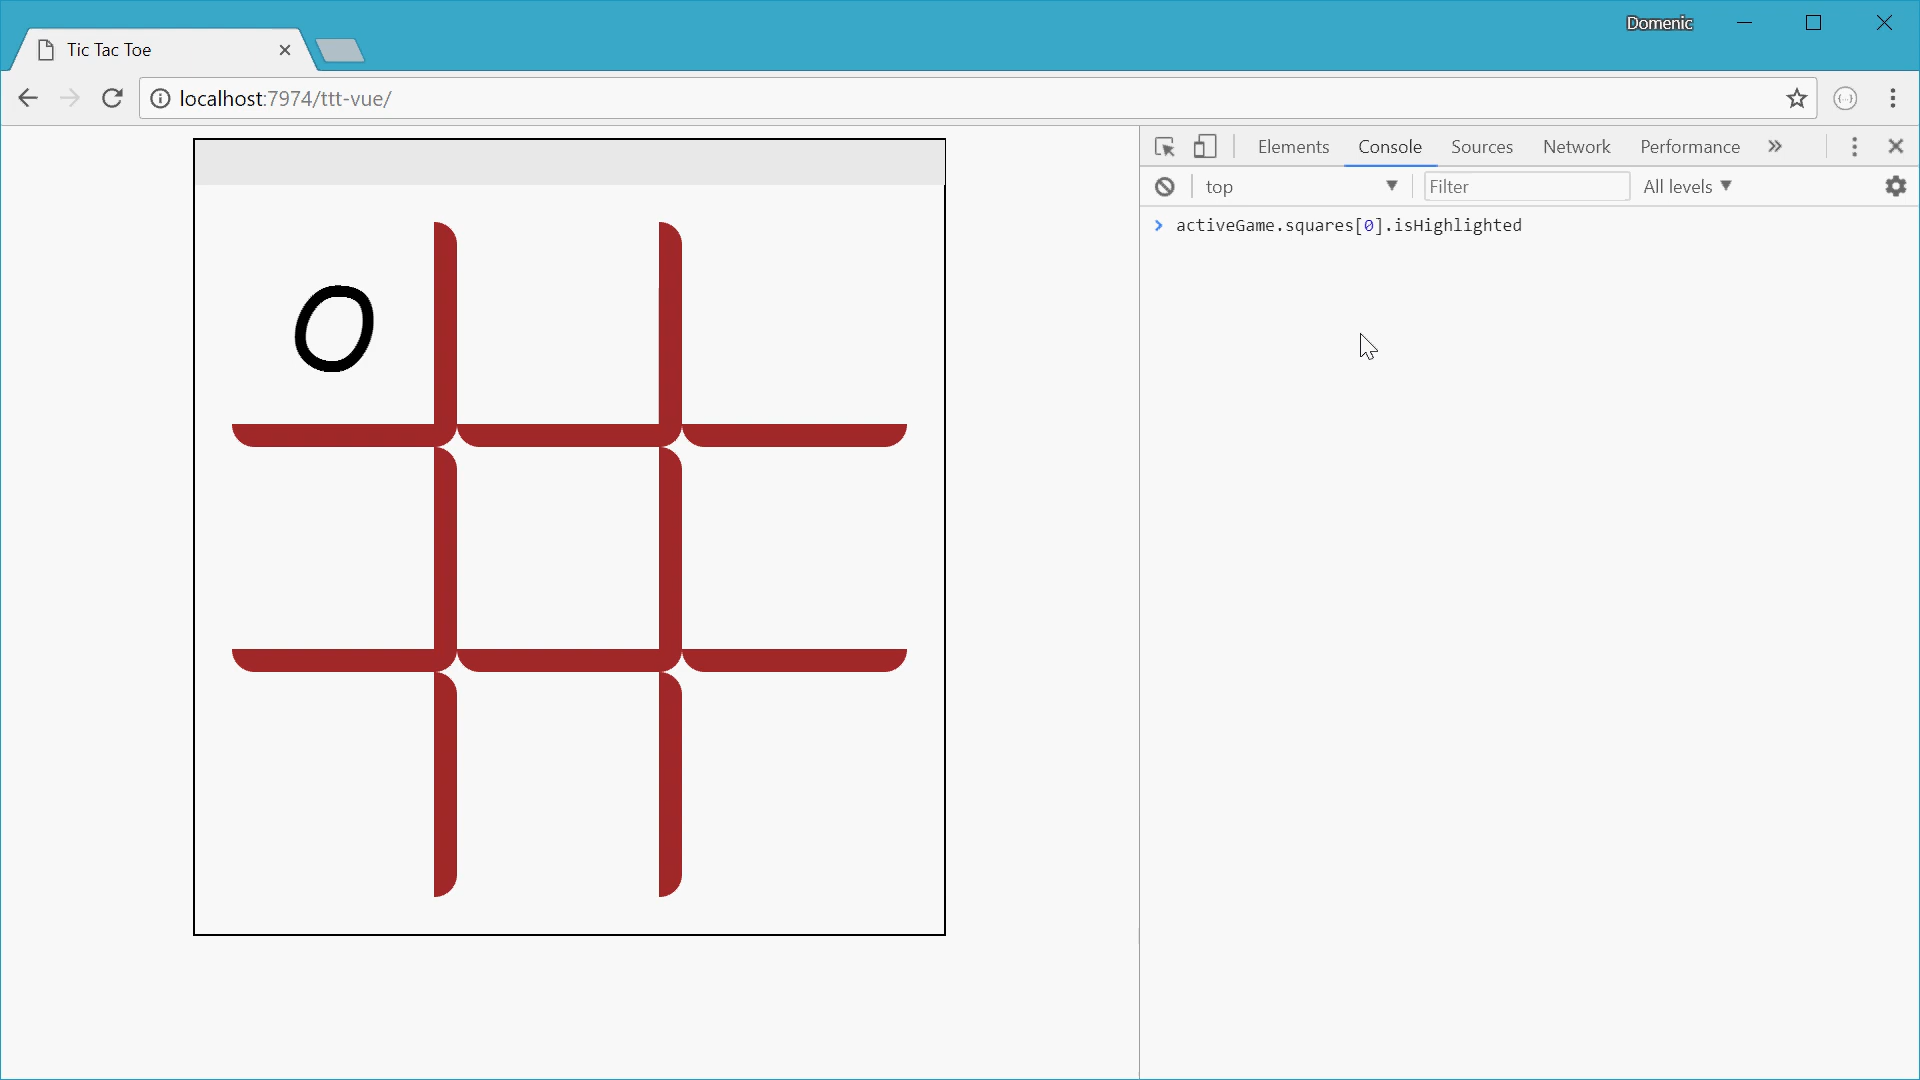 Domenic
Tic Tac Toe
localhost:7974/ttt-vue/
Elements Console Sources Network Performance »
top Filter All levels
> activeGame.squares[0].isHighlighted
O